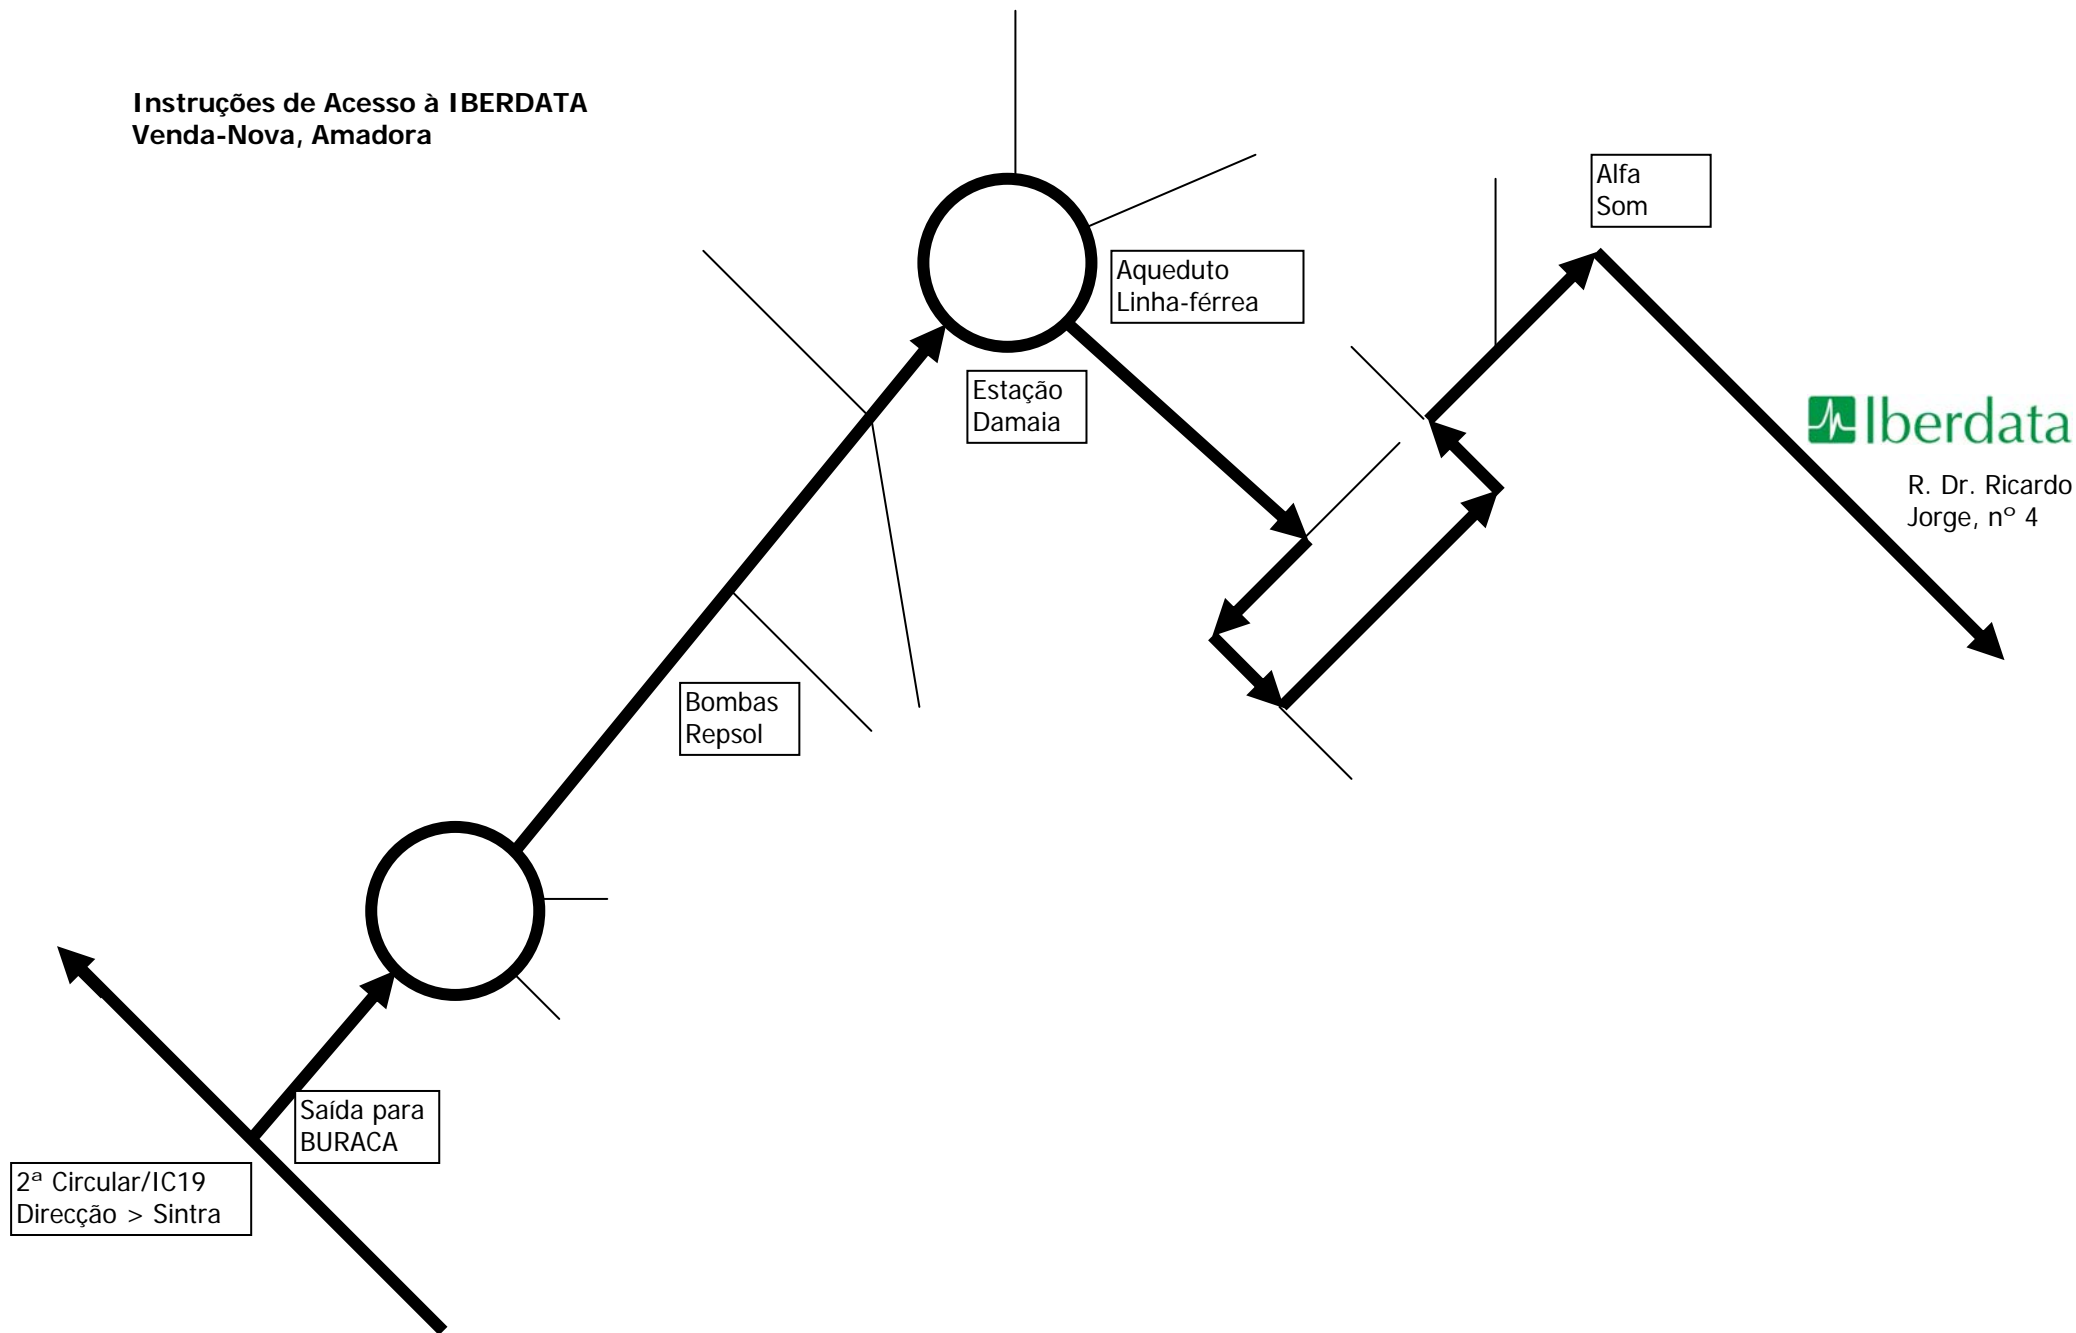 Instruções de Acesso à IBERDATA
Venda-Nova, Amadora
Alfa
Som
Aqueduto
Linha-férrea
Estação
Damaia
Iberdata
R. Dr. Ricardo
Jorge, nº 4
Bombas
Repsol
Saída para
BURACA
2ª Circular/IC19
Direcção > Sintra